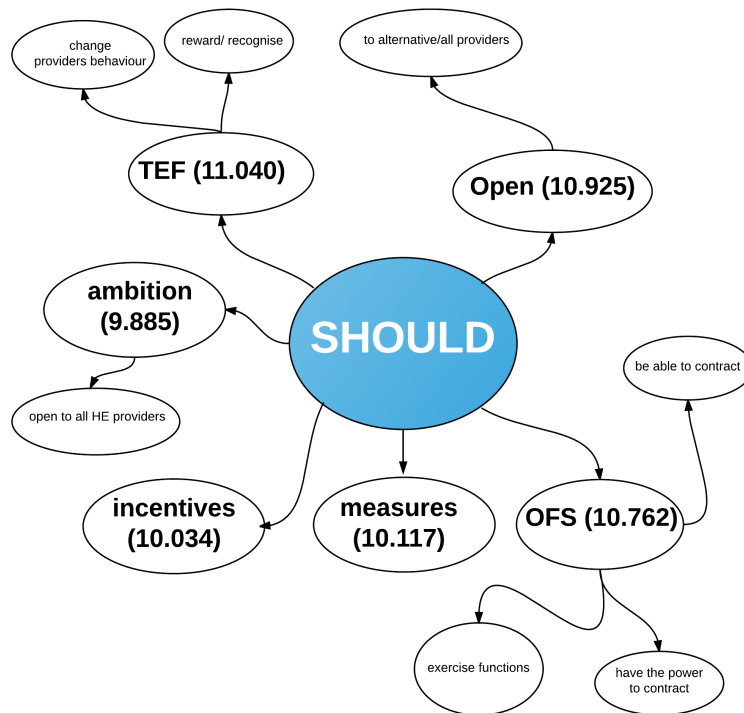 change
providers behaviour
reward/ recognise
to alternative/all providers
TEF (11.040)
Open (10.925)
ambition
(9.885)
SHOULD
be able to contract
open to all HE providers
incentives
(10.034)
measures
(10.117)
OFS (10.762)
exercise functions
have the power
to contract